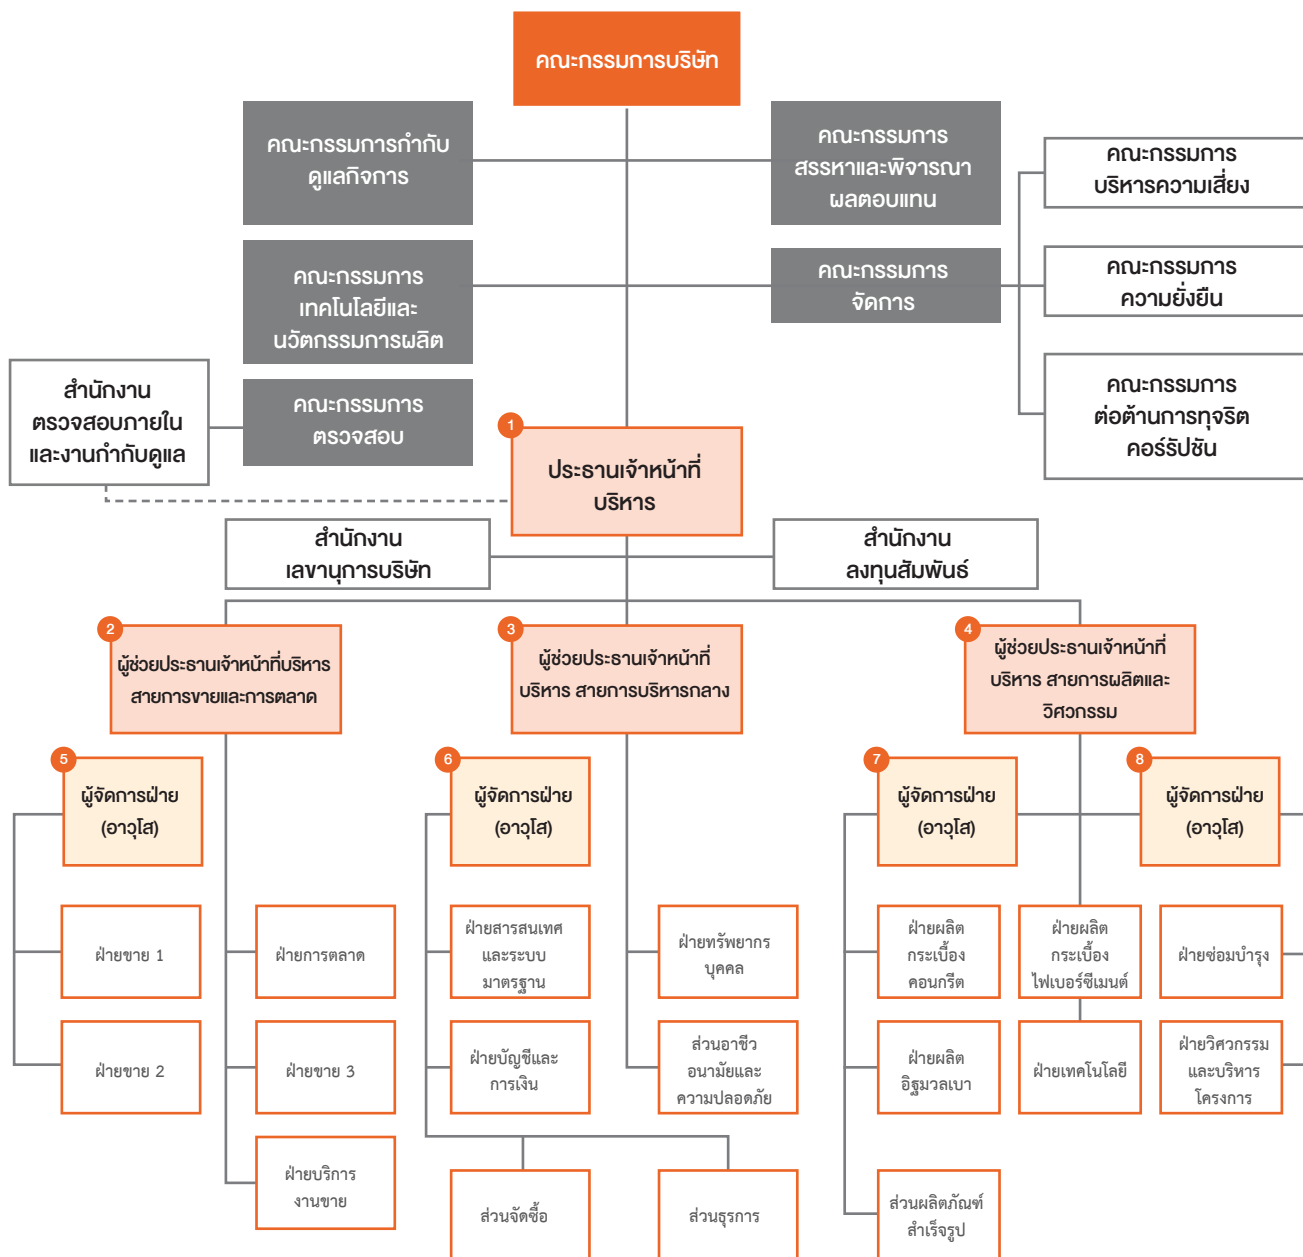 คณะกรรมการบริษัท
คณะกรรมการกำกับ
ดูแลกิจการ
คณะกรรมการ
สรรหาและพิจารณา
ผลตอบแทน
คณะกรรมการ
บริหารความเสี่ยง
คณะกรรมการ
เทคโนโลยีและ
นวัตกรรมการผลิต
คณะกรรมการ
จัดการ
คณะกรรมการ
ความยั่งยืน
สำนักงาน
ตรวจสอบภายใน
และงานกำกับดูแล
คณะกรรมการ
ตรวจสอบ
คณะกรรมการ
ต่อต้านการทุจริต
คอร์รัปชัน
1
ประธานเจ้าหน้าที่
บริหาร
สำนักงาน
เลขานุการบริษัท
สำนักงาน
ลงทุนสัมพันธ์
2
ผู้ช่วยประธานเจ้าหน้าที่บริหาร
สายการขายและการตลาด
3
ผู้ช่วยประธานเจ้าหน้าที่
บริหาร สายการบริหารกลาง
4
ผู้ช่วยประธานเจ้าหน้าที่
บริหาร สายการผลิตและ
วิศวกรรม
5
ผู้จัดการฝ่าย
(อาวุโส)
6
ผู้จัดการฝ่าย
(อาวุโส)
7
ผู้จัดการฝ่าย
(อาวุโส)
8
ผู้จัดการฝ่าย
(อาวุโส)
ฝ่ายขาย 1
ฝ่ายการตลาด
ฝ่ายสารสนเทศ
และระบบ
มาตรฐาน
ฝ่ายทรัพยากร
บุคคล
ฝ่ายผลิต
กระเบื้อง
คอนกรีต
ฝ่ายผลิต
กระเบื้อง
ไฟเบอร์ซีเมนต์
ฝ่ายซ่อมบำรุง
ฝ่ายขาย 2
ฝ่ายขาย 3
ฝ่ายบัญชีและ
การเงิน
ส่วนอาชีว
อนามัยและ
ความปลอดภัย
ฝ่ายผลิต
อิฐมวลเบา
ฝ่ายเทคโนโลยี
ฝ่ายวิศวกรรม
และบริหาร
โครงการ
ฝ่ายบริการ
งานขาย
ส่วนจัดซื้อ
ส่วนธุรการ
ส่วนผลิตภัณฑ์
สำเร็จรูป